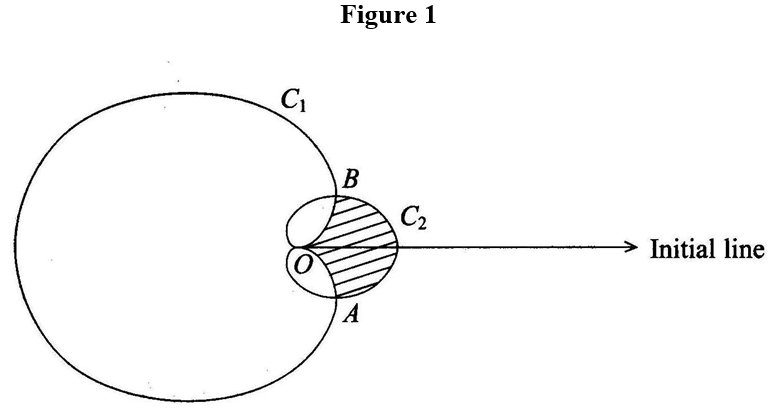 Figure 1
C₁
B
C₂
O
Initial line
A